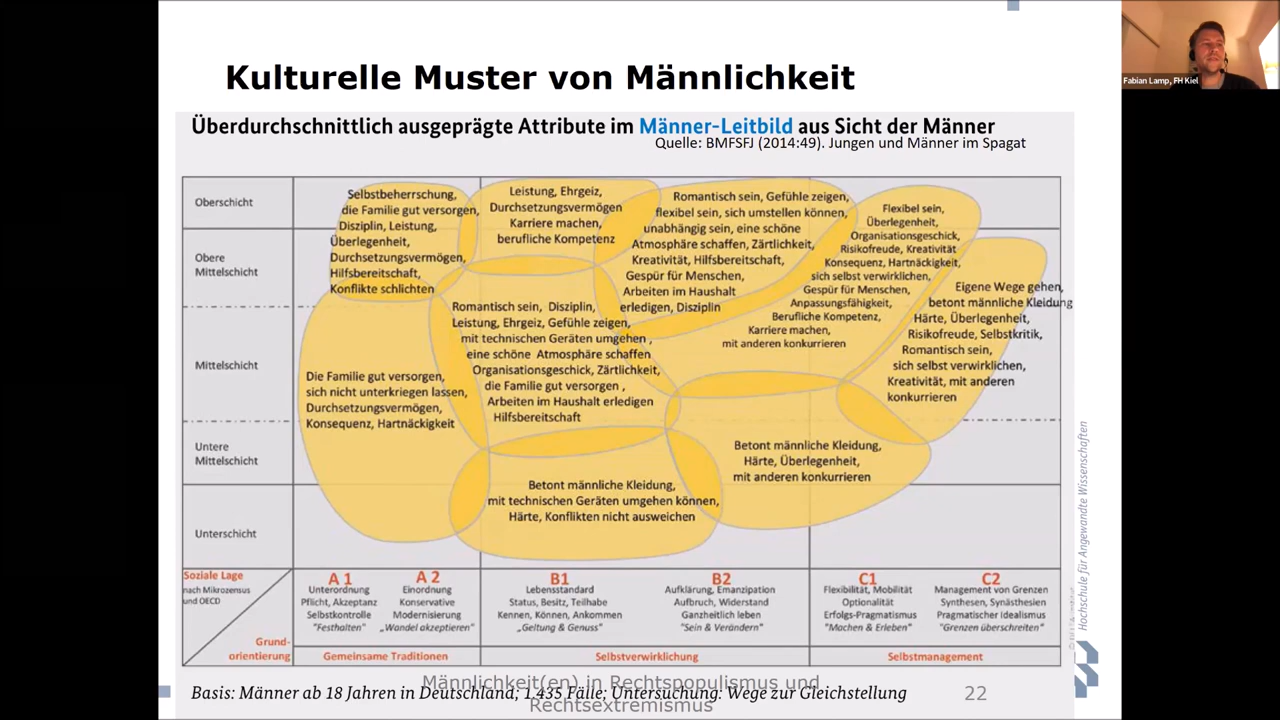 Kulturelle Muster von Männlichkeit
Überdurchschnittlich ausgeprägte Attribute im Männer-Leitbild aus Sicht der Männer
Quelle: BMFSFJ (2014:49). Jungen und Männer im Spagat
Fabian Lamp, FH Kiel
Oberschicht
Obere
Mittelschicht
Mittelschicht
Untere
Mittelschicht
Unterschicht
Selbstbeherrschung,
die Familie gut versorgen,
Disziplin, Leistung,
Überlegenheit,
Durchsetzungsvermögen,
Hilfsbereitschaft,
Konflikte schlichten
Leistung, Ehrgeiz,
Durchsetzungsvermögen
Karriere machen,
berufliche Kompetenz
Romantisch sein, Gefühle zeigen,
flexibel sein, sich umstellen können,
unabhängig sein, eine schöne
Atmosphäre schaffen, Zärtlichkeit,
Kreativität, Hilfsbereitschaft,
Gespür für Menschen,
Arbeiten im Haushalt
erledigen, Disziplin
Flexibel sein,
Überlegenheit,
Organisationsgeschick,
Risikofreude, Kreativität
Konsequenz, Hartnäckigkeit,
sich selbst verwirklichen,
Gespür für Menschen,
Anpassungsfähigkeit,
Berufliche Kompetenz,
Karriere machen,
mit anderen konkurrieren
Eigene Wege gehen,
betont männliche Kleidung
Härte, Überlegenheit,
Risikofreude, Selbstkritik,
Romantisch sein,
sich selbst verwirklichen,
Kreativität, mit anderen
konkurrieren
Die Familie gut versorgen,
sich nicht unterkriegen lassen,
Durchsetzungsvermögen,
Konsequenz, Hartnäckigkeit
Romantisch sein, Disziplin,
Leistung, Ehrgeiz, Gefühle zeigen,
mit technischen Geräten umgehen ,
eine schöne Atmosphäre schaffen
Organisationsgeschick, Zärtlichkeit,
die Familie gut versorgen ,
Arbeiten im Haushalt erledigen
Hilfsbereitschaft
Betont männliche Kleidung,
mit technischen Geräten umgehen können,
Härte, Konflikten nicht ausweichen
Betont männliche Kleidung,
Härte, Überlegenheit,
mit anderen konkurrieren
Soziale Lage
nach Mikrozensus
und OECD
Grund-
orientierung
A 1
Unterordnung
Pflicht, Akzeptanz
Selbstkontrolle
"Festhalten"
A 2
Einordnung
Konservative
Modernisierung
„Wandel akzeptieren"
B1
Lebensstandard
Status, Besitz, Teilhabe
Kennen, Können, Ankommen
„Geltung & Genuss"
B2
Aufklärung, Emanzipation
Aufbruch, Widerstand
Ganzheitlich leben
"Sein & Verändern"
C1
Flexibilität, Mobilität
Optionalität
Erfolgs-Pragmatismus
"Machen & Erleben"
C2
Management von Grenzen
Synthesen, Synästhesien
Pragmatischer Idealismus
"Grenzen überschreiten"
Gemeinsame Traditionen
Selbstverwirklichung
Selbstmanagement
Basis: Männer ab 18 Jahren in Deutschland, 1.435 Fälle; Untersuchung: Wege zur Gleichstellung
Männlichkeit(en) in Rechtspopulismus und
Rechtsextremismus
22
Hochschule für Angewandte Wissenschaften